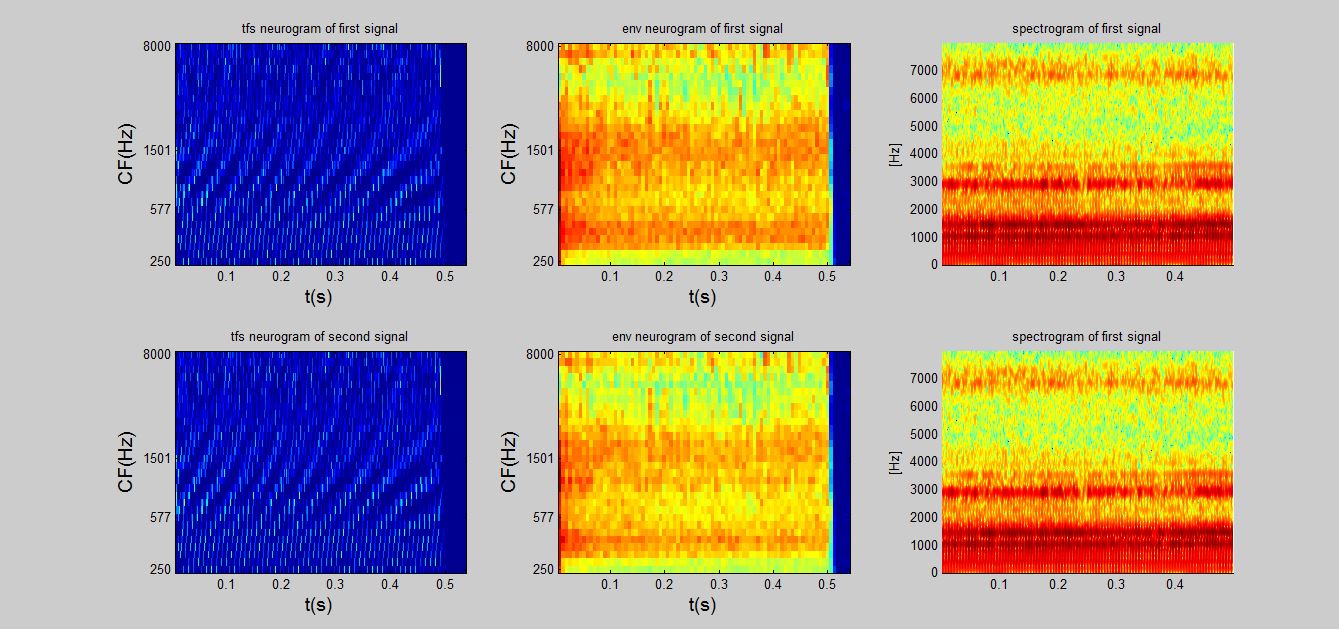 tfs neurogram of first signal
env neurogram of first signal
spectrogram of first signal
8000
1501
577
250
CF(Hz)
0.1 0.2 0.3 0.4 0.5
t(s)
8000
1501
577
250
CF(Hz)
0.1 0.2 0.3 0.4 0.5
t(s)
7000
6000
5000
4000
3000
2000
1000
0
[Hz]
0.1 0.2 0.3 0.4
tfs neurogram of second signal
env neurogram of second signal
spectrogram of first signal
8000
1501
577
250
CF(Hz)
0.1 0.2 0.3 0.4 0.5
t(s)
8000
1501
577
250
CF(Hz)
0.1 0.2 0.3 0.4 0.5
t(s)
7000
6000
5000
4000
3000
2000
1000
0
[Hz]
0.1 0.2 0.3 0.4